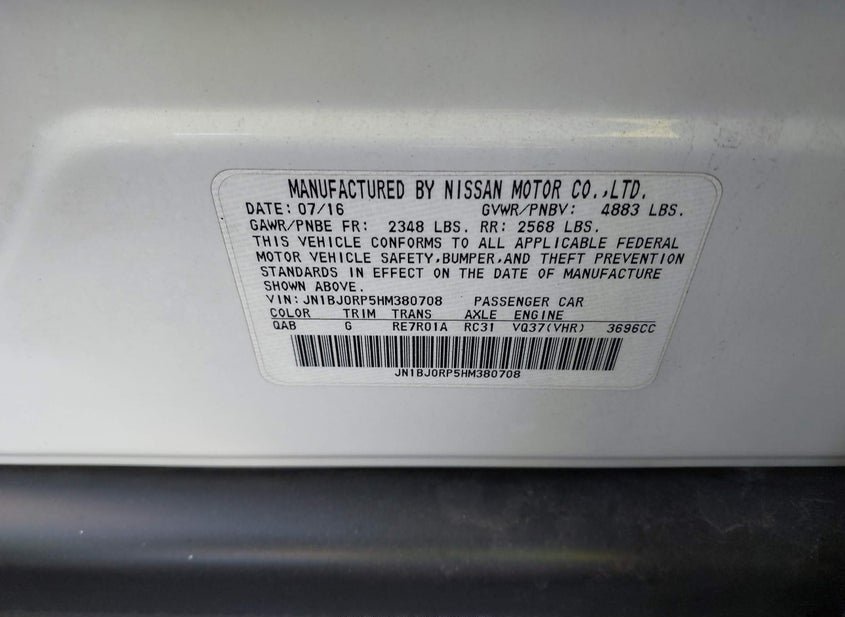 MANUFACTURED BY NISSAN MOTOR CO.,LTD.
DATE: 07/16 GVWR/PNBV: 4883 LBS.
GAWR/PNBE FR: 2348 LBS. RR: 2568 LBS.
THIS VEHICLE CONFORMS TO ALL APPLICABLE FEDERAL
MOTOR VEHICLE SAFETY,BUMPER,AND THEFT PREVENTION
STANDARDS IN EFFECT ON THE DATE OF MANUFACTURE
SHOWN ABOVE.
VIN: JN1BJ0RP5HM380708 PASSENGER CAR
COLOR TRIM TRANS AXLE ENGINE
QAB G RE7R01A RC31 VQ37(VHR) 3696CC
JN1BJ0RP5HM380708